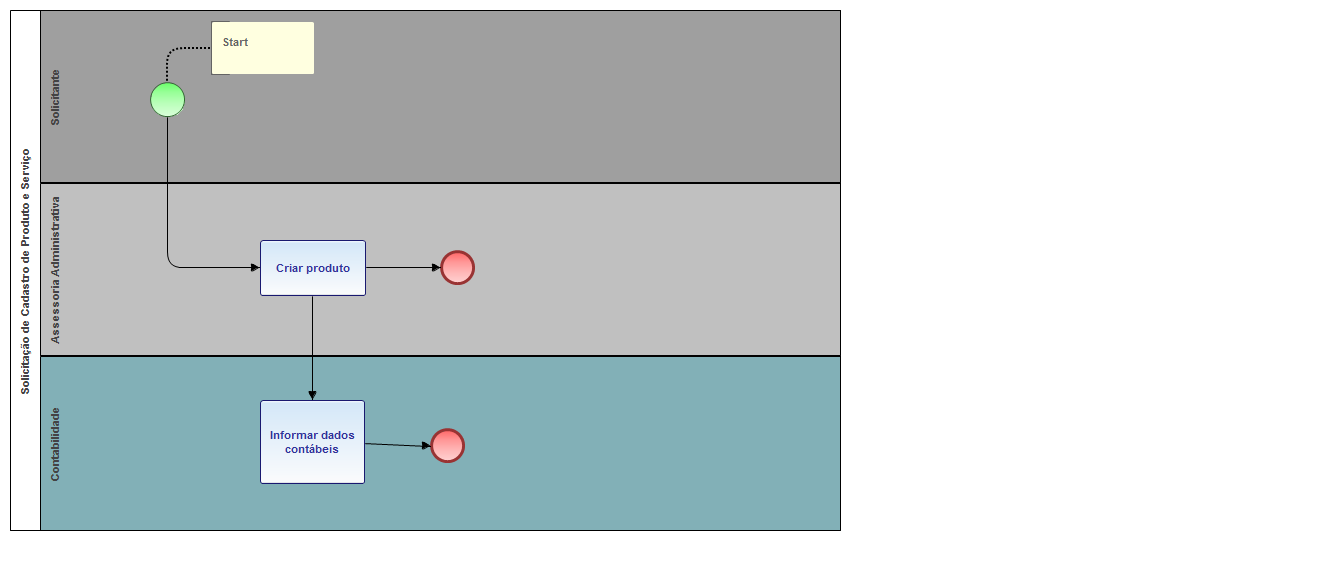 Solicitação de Cadastro de Produto e Serviço
Solicitante
Start
Assessoria Administrativa
Criar produto
Contabilidade
Informar dados
contábeis